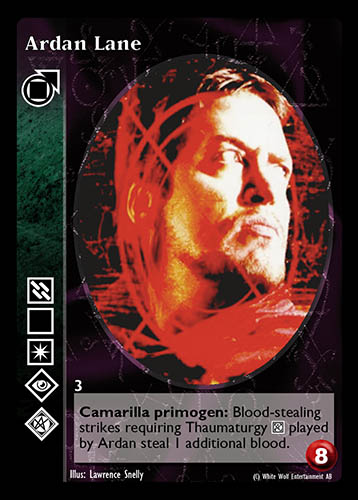 Ardan Lane
3
Camarilla primogen: Blood-stealing
strikes requiring Thaumaturgy played
by Ardan steal 1 additional blood.
8
Illus: Lawrence Snelly
(C) White Wolf Entertainment AB